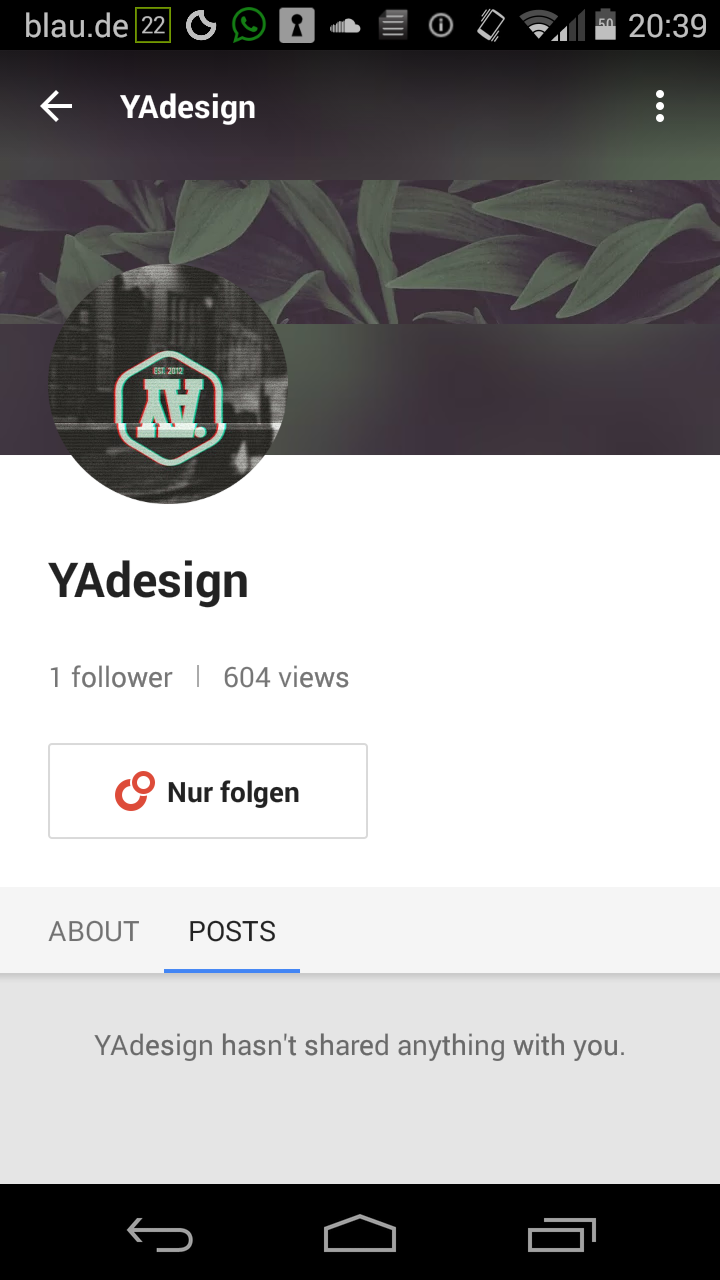 blau.de 22 50 20:39
YAdesign
EST. 2012
YA.
YAdesign
1 follower | 604 views
Nur folgen
ABOUT POSTS
YAdesign hasn't shared anything with you.